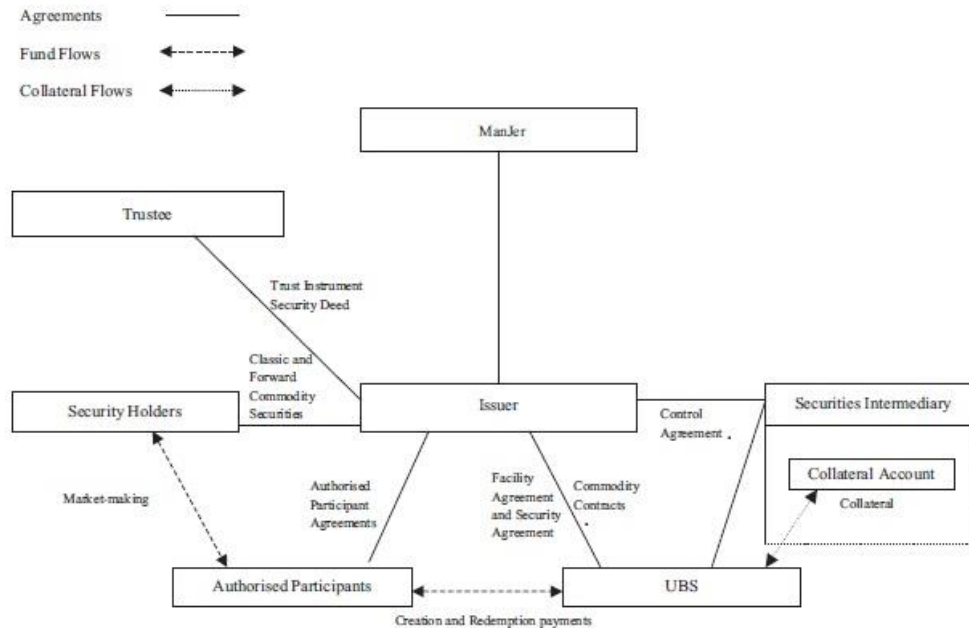 Agreements
Fund Flows
Collateral Flows
ManJer
Trustee
Trust Instrument
Security Deed
Classic and
Forward
Commodity
Securities
Security Holders
Issuer
Control
Agreement
Securities Intermediary
Collateral Account
Collateral
Market-making
Authorised
Participant
Agreements
Facility
Agreement
and Security
Agreement
Commodity
Contracts
Authorised Participants
UBS
Creation and Redemption payments